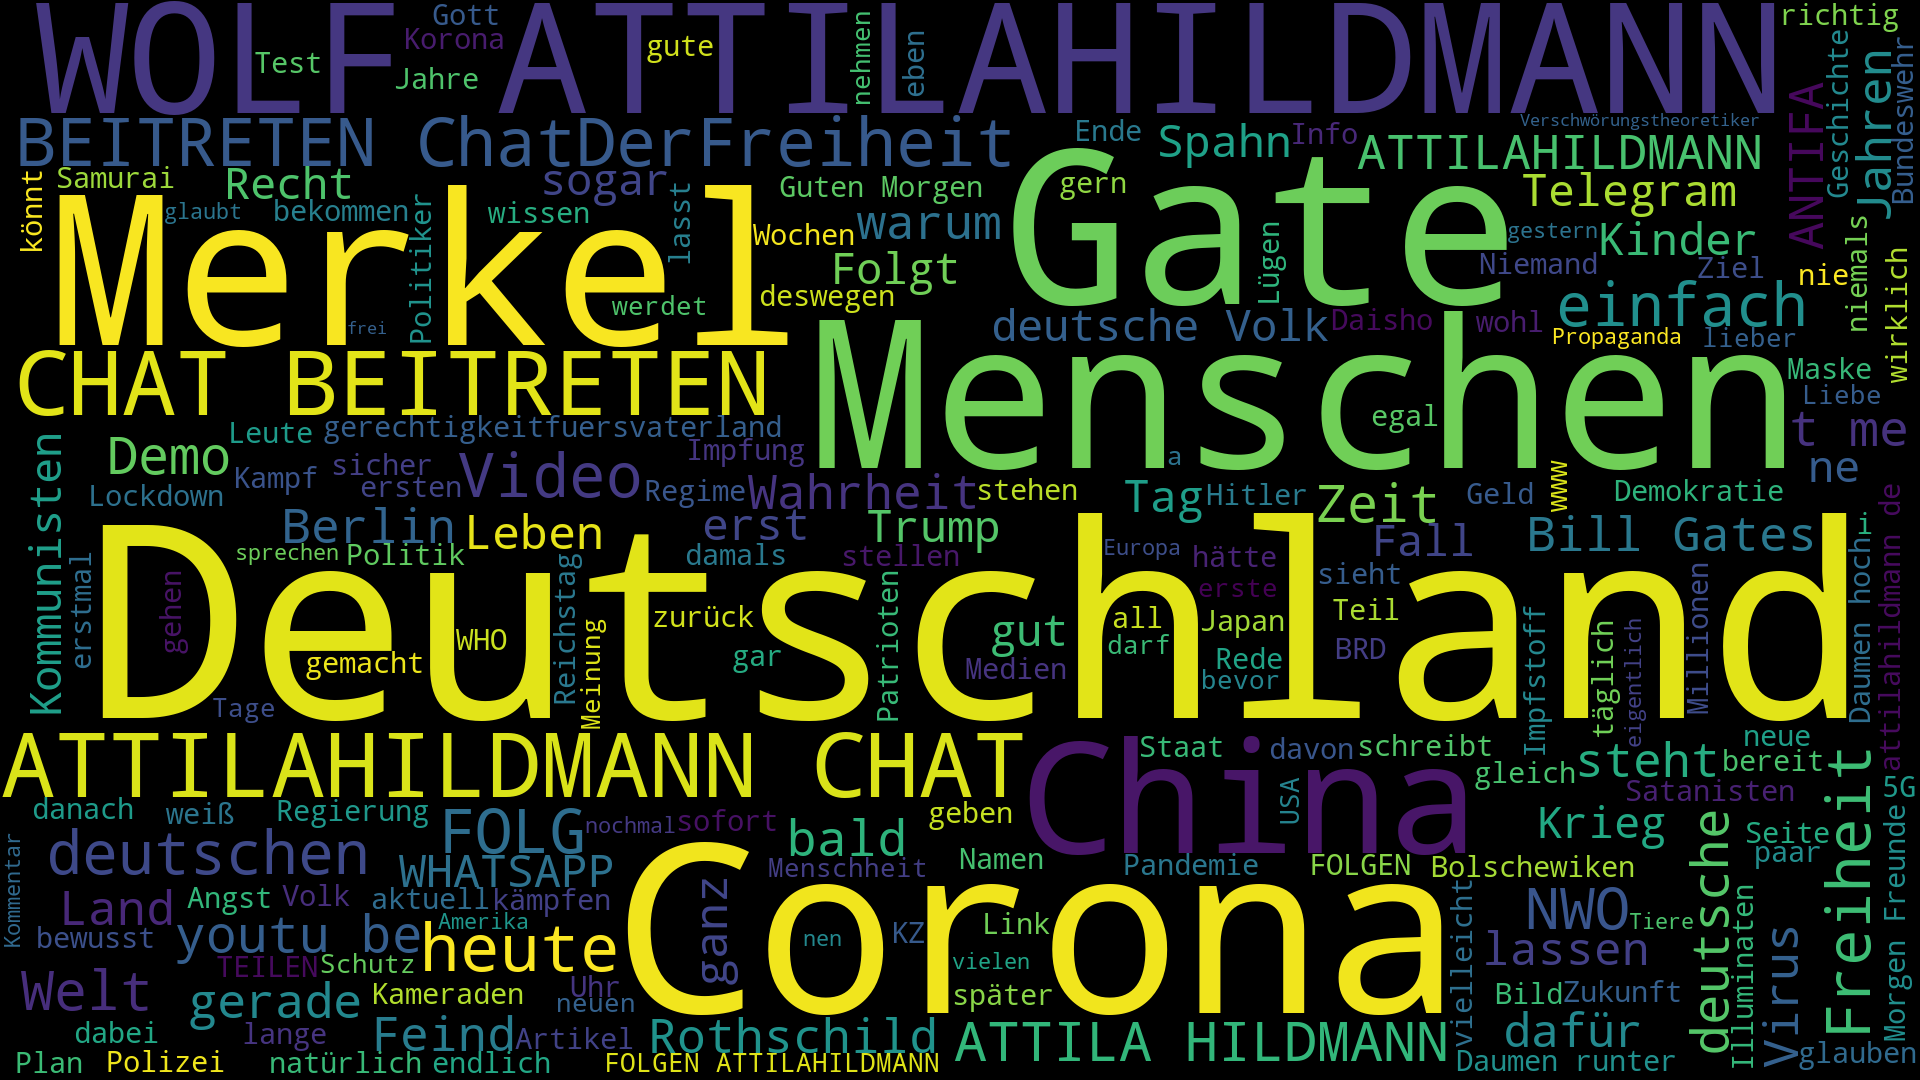 WOLF ATTILAHILDMANN
Gott
Korona
Test
Jahre
gute
nehmen
eben
richtig
BEITRETEN ChatDerFreiheit
Ende
Spahn
Info
Verschwörungstheoretiker
ATTILAHILDMANN
ANTIFA
Geschichte
Jahren
Bundeswehr
Samurai
Recht
sogar
Guten Morgen
gern
Telegram
könnt
glaubt
bekommen
Politiker
wissen
lasst
Wochen
warum
Merkel
Gate
gestern
Kinder
Niemand
Ziel
nie
niemals
wirklich
Folgt
Lügen
werdet
deswegen
einfach
frei
deutsche Volk
Daisho
wohl
Propaganda
lieber
CHAT BEITRETEN
Menschen
Maske
Liebe
egal
t me
Leute
gerechtigkeitfuersvaterland
Kommunisten
Demo
Kampf
sicher
ersten
Video
Impfung
Regime
Wahrheit
stehen
a
ne
Lockdown
Tag
Hitler
Zeit
Geld
www
Demokratie
Berlin
Leben
erst
Trump
Fall
Bill Gates
i
sprechen
Politik
damals
stellen
Europa
hätte
erste
sieht
erstmal
gehen
Deutschland
Reichstag
Meinung
zurück
Patrioten
gut
all
darf
Japan
Teil
Impfstoff
täglich
eigentlich
Millionen
Daumen hoch
attilahildmann de
gemacht
WHO
gar
Medien
Rede
bevor
BRD
Tage
ATTILAHILDMANN CHAT
China
Staat
davon
schreibt
gleich
steht
neue
bereit
Satanisten
5G
USA
danach
weiß
Regierung
FOLG
nochmal
sofort
bald
geben
Krieg
Seite
paar
deutsche
Freiheit
deutschen
WHATSAPP
Menschheit
Namen
Pandemie
FOLGEN
Bolschewiken
Kommentar
Land
Angst
Volk
aktuell
kämpfen
Corona
ganz
nen
KZ
Link
vielen
später
vielleicht
NWO
Tiere
Illuminaten
Virus
Morgen Freunde
bewusst
youtu be
Amerika
heute
lassen
TEILEN
Schutz
Welt
gerade
Kameraden
Uhr
neuen
Bild
Zukunft
dabei
lange
Feind
Artikel
Rothschild
ATTILA HILDMANN
dafür
Plan
Polizei
natürlich
endlich
FOLGEN ATTILAHILDMANN
Daumen runter
glauben